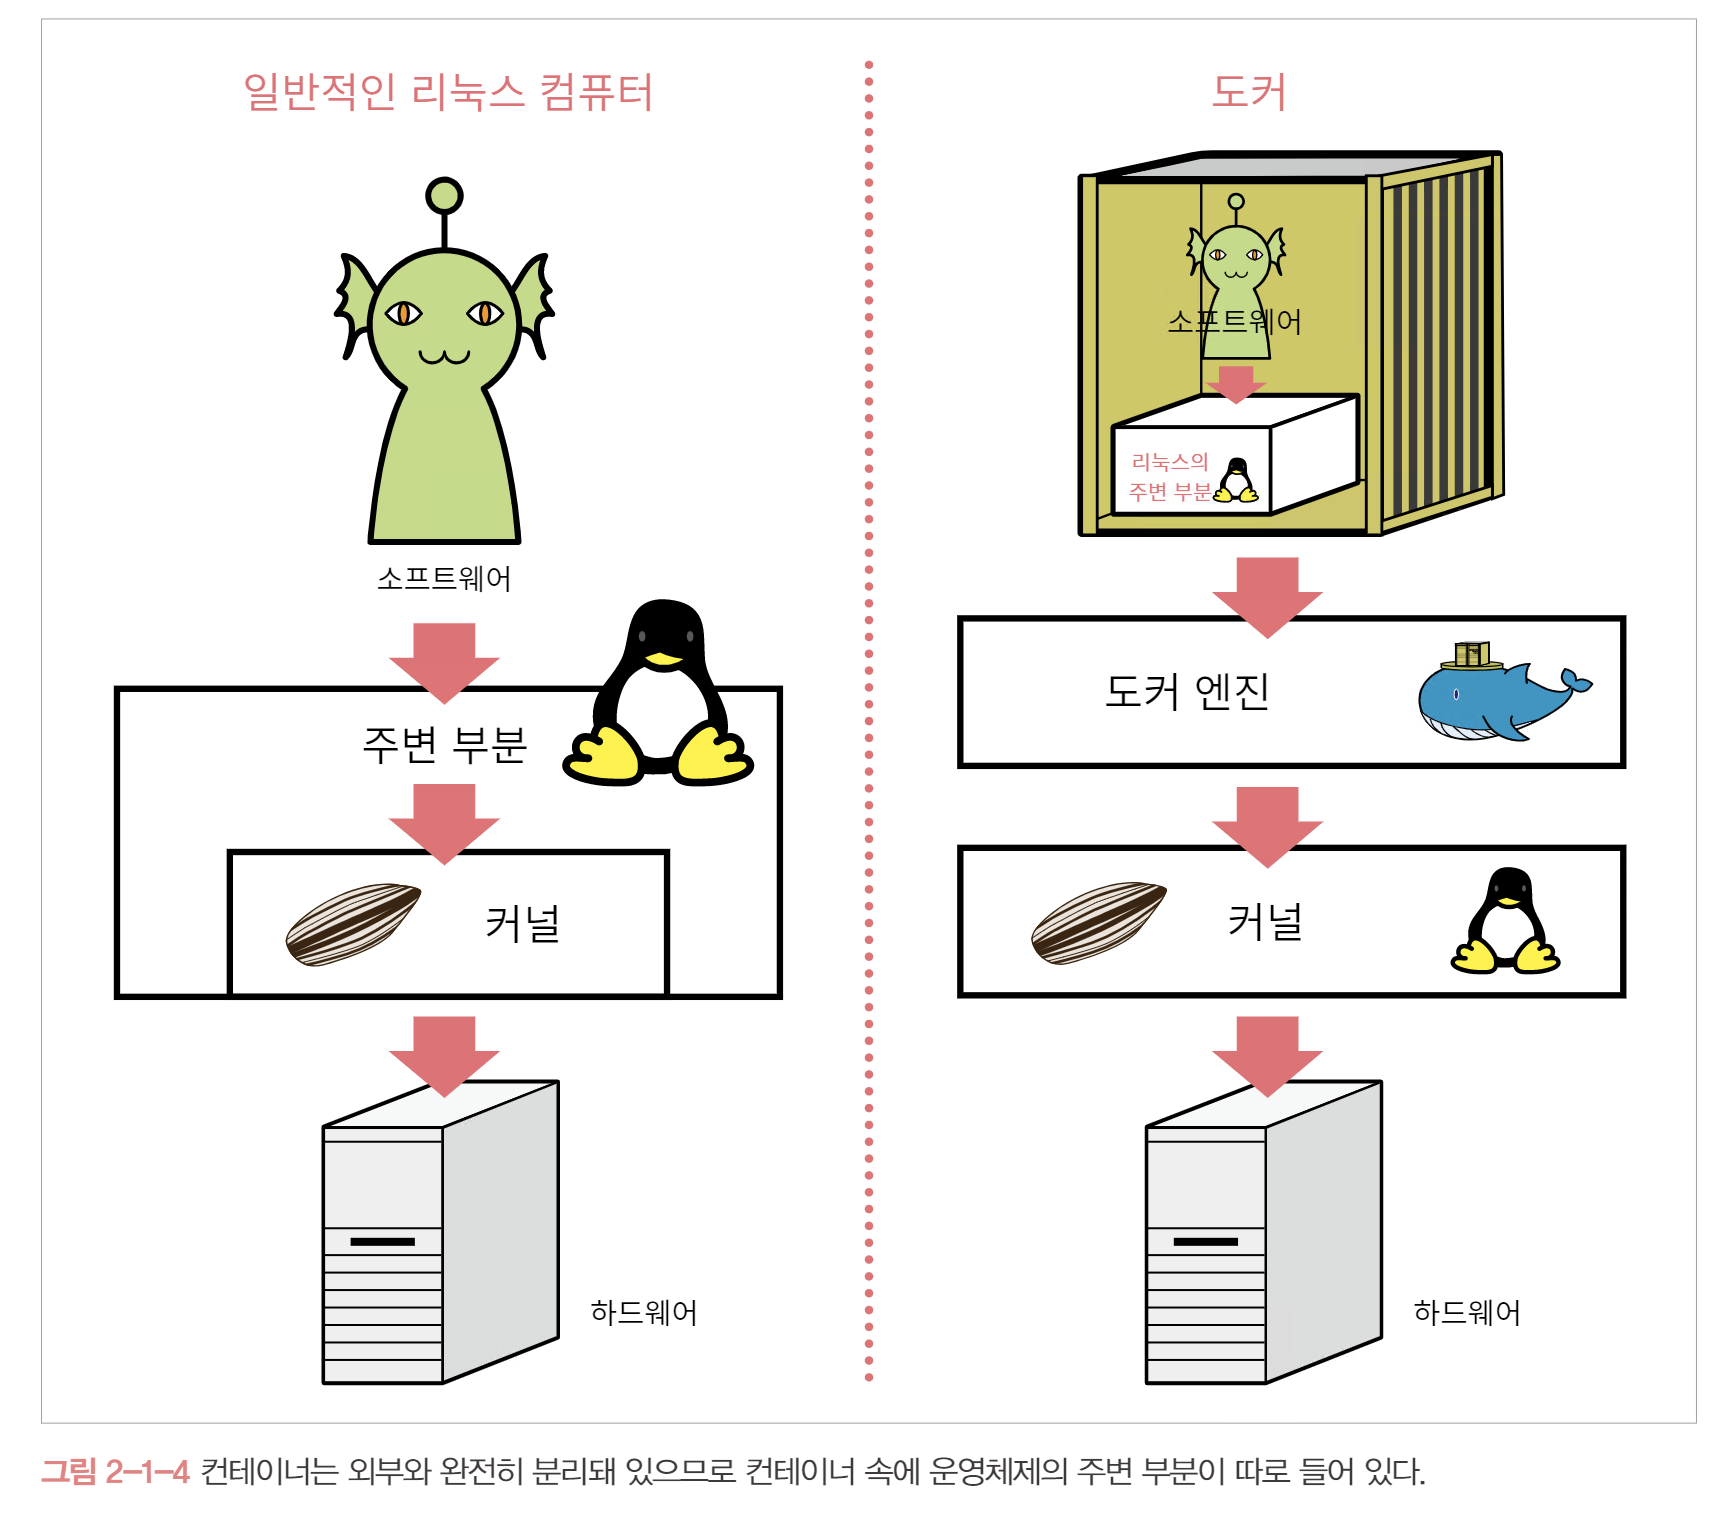 일반적인 리눅스 컴퓨터
소프트웨어
주변 부분
커널
하드웨어
도커
소프트웨어
리눅스의
주변 부분
도커 엔진
커널
하드웨어
그림 2-1-4 컨테이너는 외부와 완전히 분리돼 있으므로 컨테이너 속에 운영체제의 주변 부분이 따로 들어 있다.